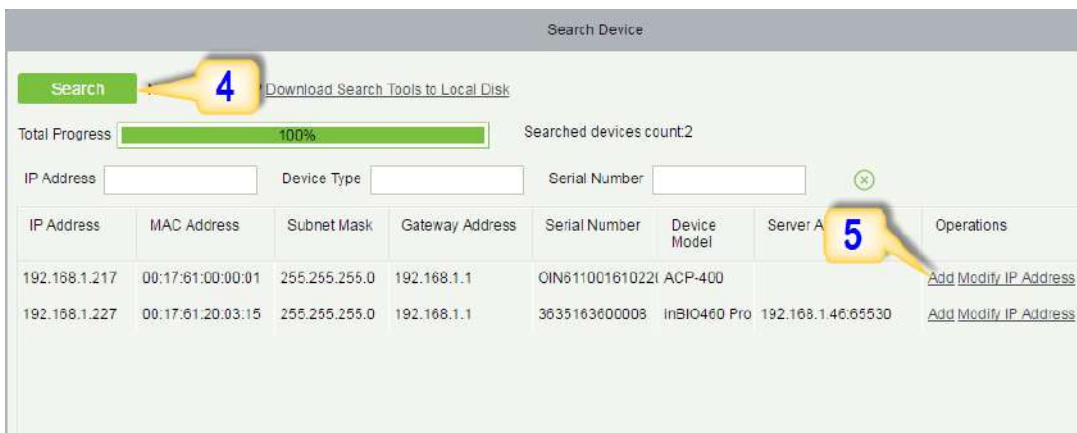 Search Device
Search 4 Download Search Tools to Local Disk
Total Progress 100% Searched devices count:2
IP Address Device Type Serial Number
IP Address MAC Address Subnet Mask Gateway Address Serial Number Device Model Server A 5 Operations
192.168.1.217 00:17:61:00:00:01 255.255.255.0 192.168.1.1 OIN61100161022( ACP-400 Add Modify IP Address
192.168.1.227 00:17:61:20:03:15 255.255.255.0 192.168.1.1 3635163600008 inBIO460 Pro 192.168.1.46:65530 Add Modify IP Address